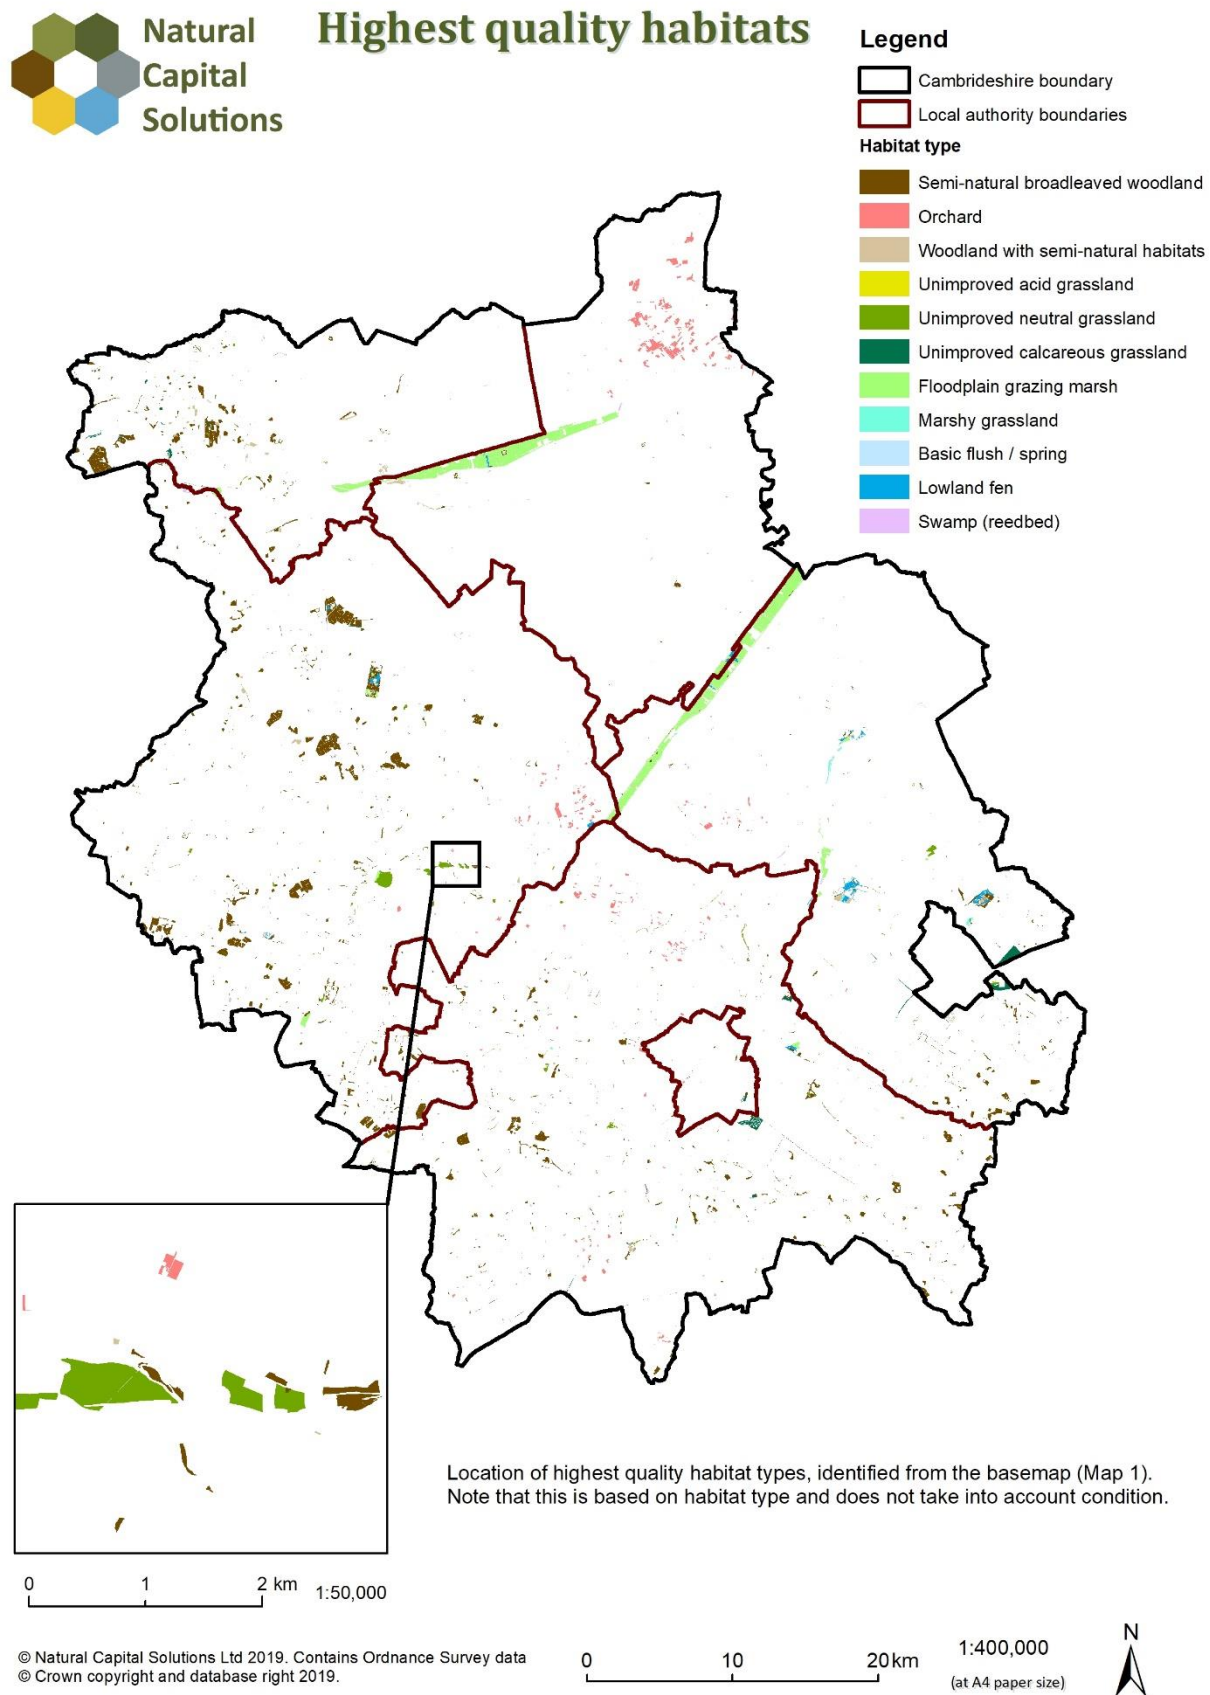 Natural
Capital
Solutions
Highest quality habitats
Legend
Cambrideshire boundary
Local authority boundaries
Habitat type
Semi-natural broadleaved woodland
Orchard
Woodland with semi-natural habitats
Unimproved acid grassland
Unimproved neutral grassland
Unimproved calcareous grassland
Floodplain grazing marsh
Marshy grassland
Basic flush / spring
Lowland fen
Swamp (reedbed)
Location of highest quality habitat types, identified from the basemap (Map 1).
Note that this is based on habitat type and does not take into account condition.
0 1 2 km 1:50,000
© Natural Capital Solutions Ltd 2019. Contains Ordnance Survey data
© Crown copyright and database right 2019.
0 10 20 km
1:400,000
(at A4 paper size)
N